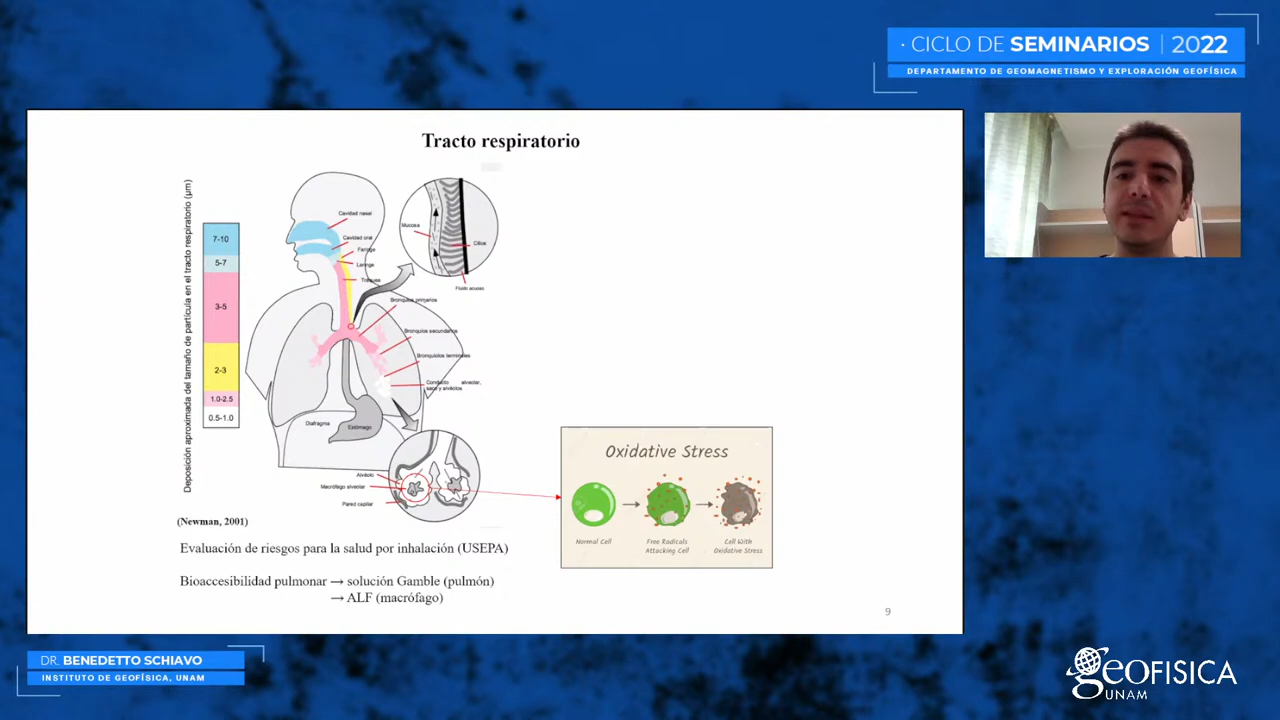 · CICLO DE SEMINARIOS | 2022
DEPARTAMENTO DE GEOMAGNETISMO Y EXPLORACIÓN GEOFÍSICA
Tracto respiratorio
Deposición aproximada del tamaño de partícula en el tracto respiratorio (µm)
7-10
5-7
3-5
2-3
1.0-2.5
0.5-1.0
Cavidad nasal
Cavidad oral
Faringe
Laringe
Tráquea
Mucosa
Cilios
Fluido acuoso
Bronquios primarios
Bronquios secundarios
Bronquiolos terminales
Conducto alveolar,
saco y alvéolos
Diafragma
Estómago
Alvéolo
Macrófago alveolar
Pared capilar
(Newman, 2001)
Oxidative Stress
Normal Cell
Free Radicals
Attacking Cell
Cell With
Oxidative Stress
Evaluación de riesgos para la salud por inhalación (USEPA)
Bioaccesibilidad pulmonar → solución Gamble (pulmón)
→ ALF (macrófago)
9
DR. BENEDETTO SCHIAVO
INSTITUTO DE GEOFÍSICA, UNAM
geOFISICA
UNAM